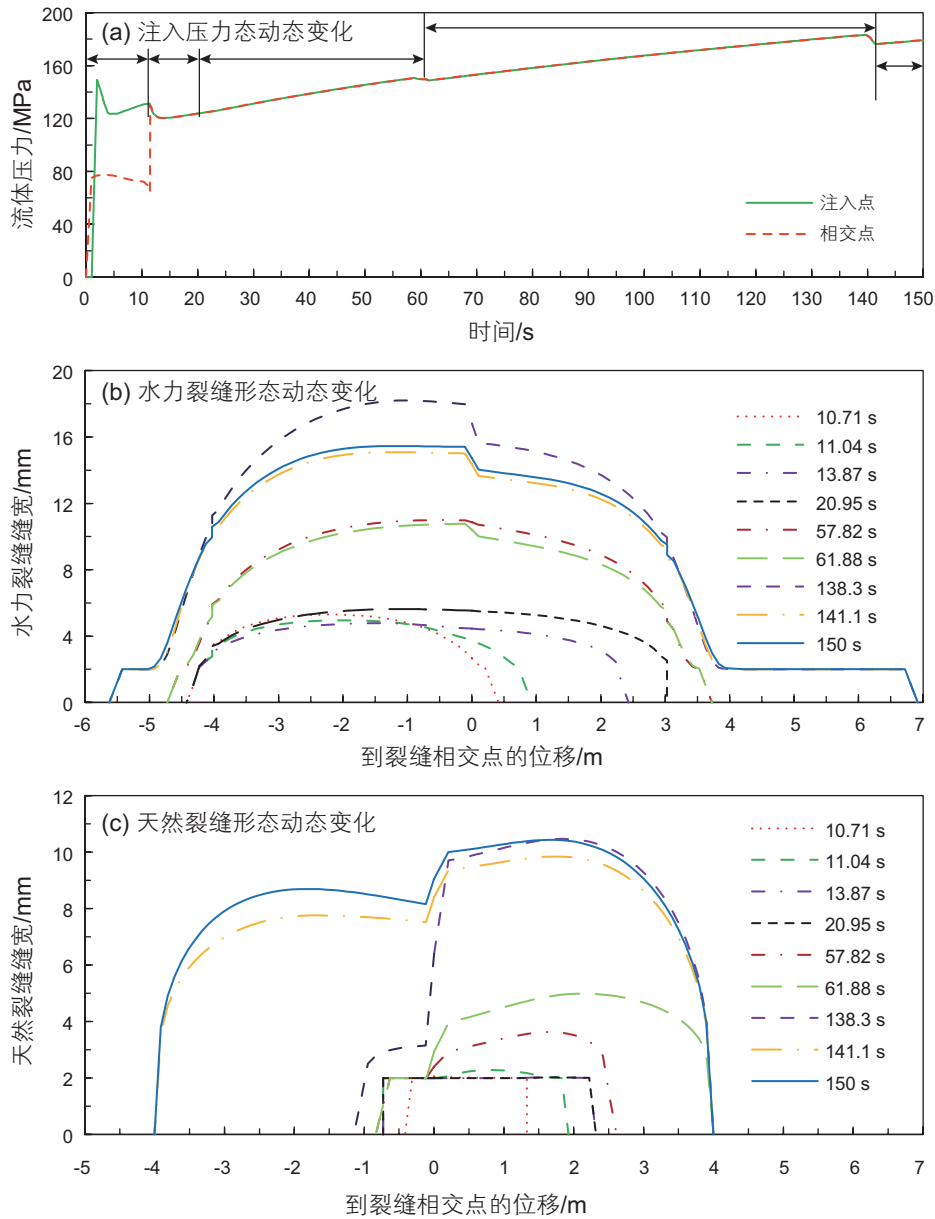 (a) 注入压力态动态变化
流体压力/MPa
200
160
120
80
40
0
注入点
相交点
0 10 20 30 40 50 60 70 80 90 100 110 120 130 140 150
时间/s
(b) 水力裂缝形态动态变化
水力裂缝缝宽/mm
20
16
12
8
4
0
10.71 s
11.04 s
13.87 s
20.95 s
57.82 s
61.88 s
138.3 s
141.1 s
150 s
-6 -5 -4 -3 -2 -1 0 1 2 3 4 5 6 7
到裂缝相交点的位移/m
(c) 天然裂缝形态动态变化
天然裂缝缝宽/mm
12
10
8
6
4
2
0
10.71 s
11.04 s
13.87 s
20.95 s
57.82 s
61.88 s
138.3 s
141.1 s
150 s
-5 -4 -3 -2 -1 0 1 2 3 4 5 6 7
到裂缝相交点的位移/m